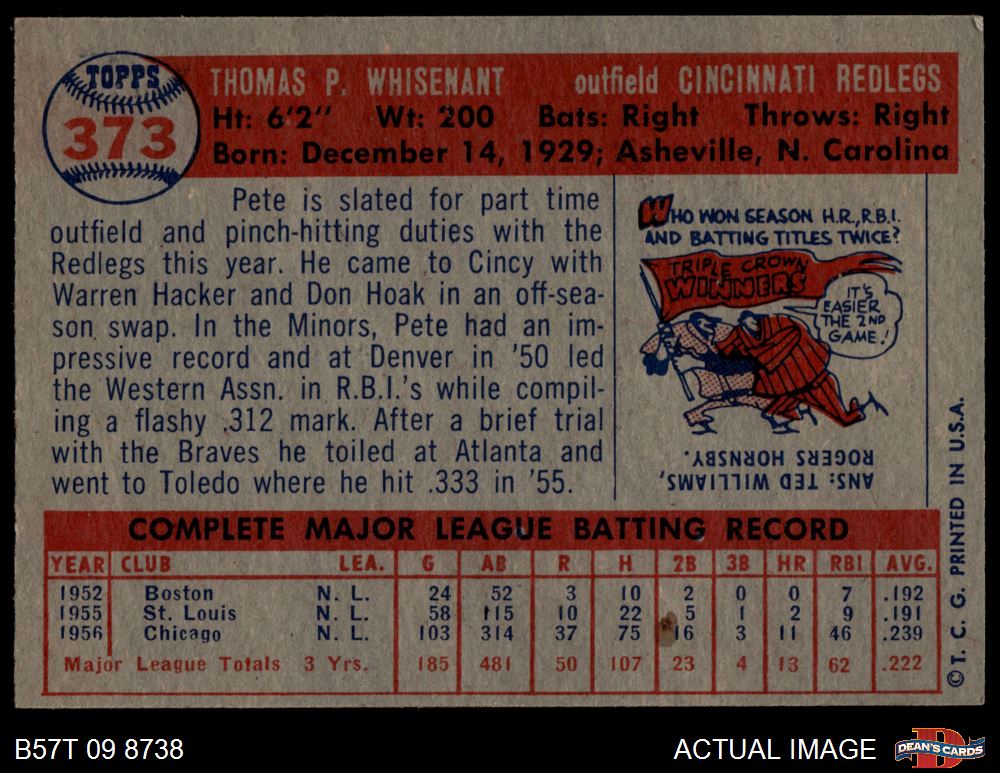 TOPPS
373
THOMAS P. WHISENANT outfield CINCINNATI REDLEGS
Ht: 6'2" Wt: 200 Bats: Right Throws: Right
Born: December 14, 1929; Asheville, N. Carolina
Pete is slated for part time
outfield and pinch-hitting duties with the
Redlegs this year. He came to Cincy with
Warren Hacker and Don Hoak in an off-sea-
son swap. In the Minors, Pete had an im-
pressive record and at Denver in '50 led
the Western Assn. in R.B.I.'s while compil-
ing a flashy .312 mark. After a brief trial
with the Braves he toiled at Atlanta and
went to Toledo where he hit .333 in '55.
WHO WON SEASON H.R., R.B.I.
AND BATTING TITLES TWICE?
TRIPLE CROWN
WINNERS
IT'S
EASIER
THE 2ND
GAME!
ANS: TED WILLIAMS,
ROGERS HORNSBY.
COMPLETE MAJOR LEAGUE BATTING RECORD
YEAR CLUB LEA. G AB R H 2B 3B HR RBI AVG.
1952 Boston N. L. 24 52 3 10 2 0 0 7 .192
1955 St. Louis N. L. 58 115 10 22 5 1 2 9 .191
1956 Chicago N. L. 103 314 37 75 16 3 11 46 .239
Major League Totals 3 Yrs. 185 481 50 107 23 4 13 62 .222
©T. C. G. PRINTED IN U.S.A.
B57T 09 8738 ACTUAL IMAGE
D
DEAN'S CARDS